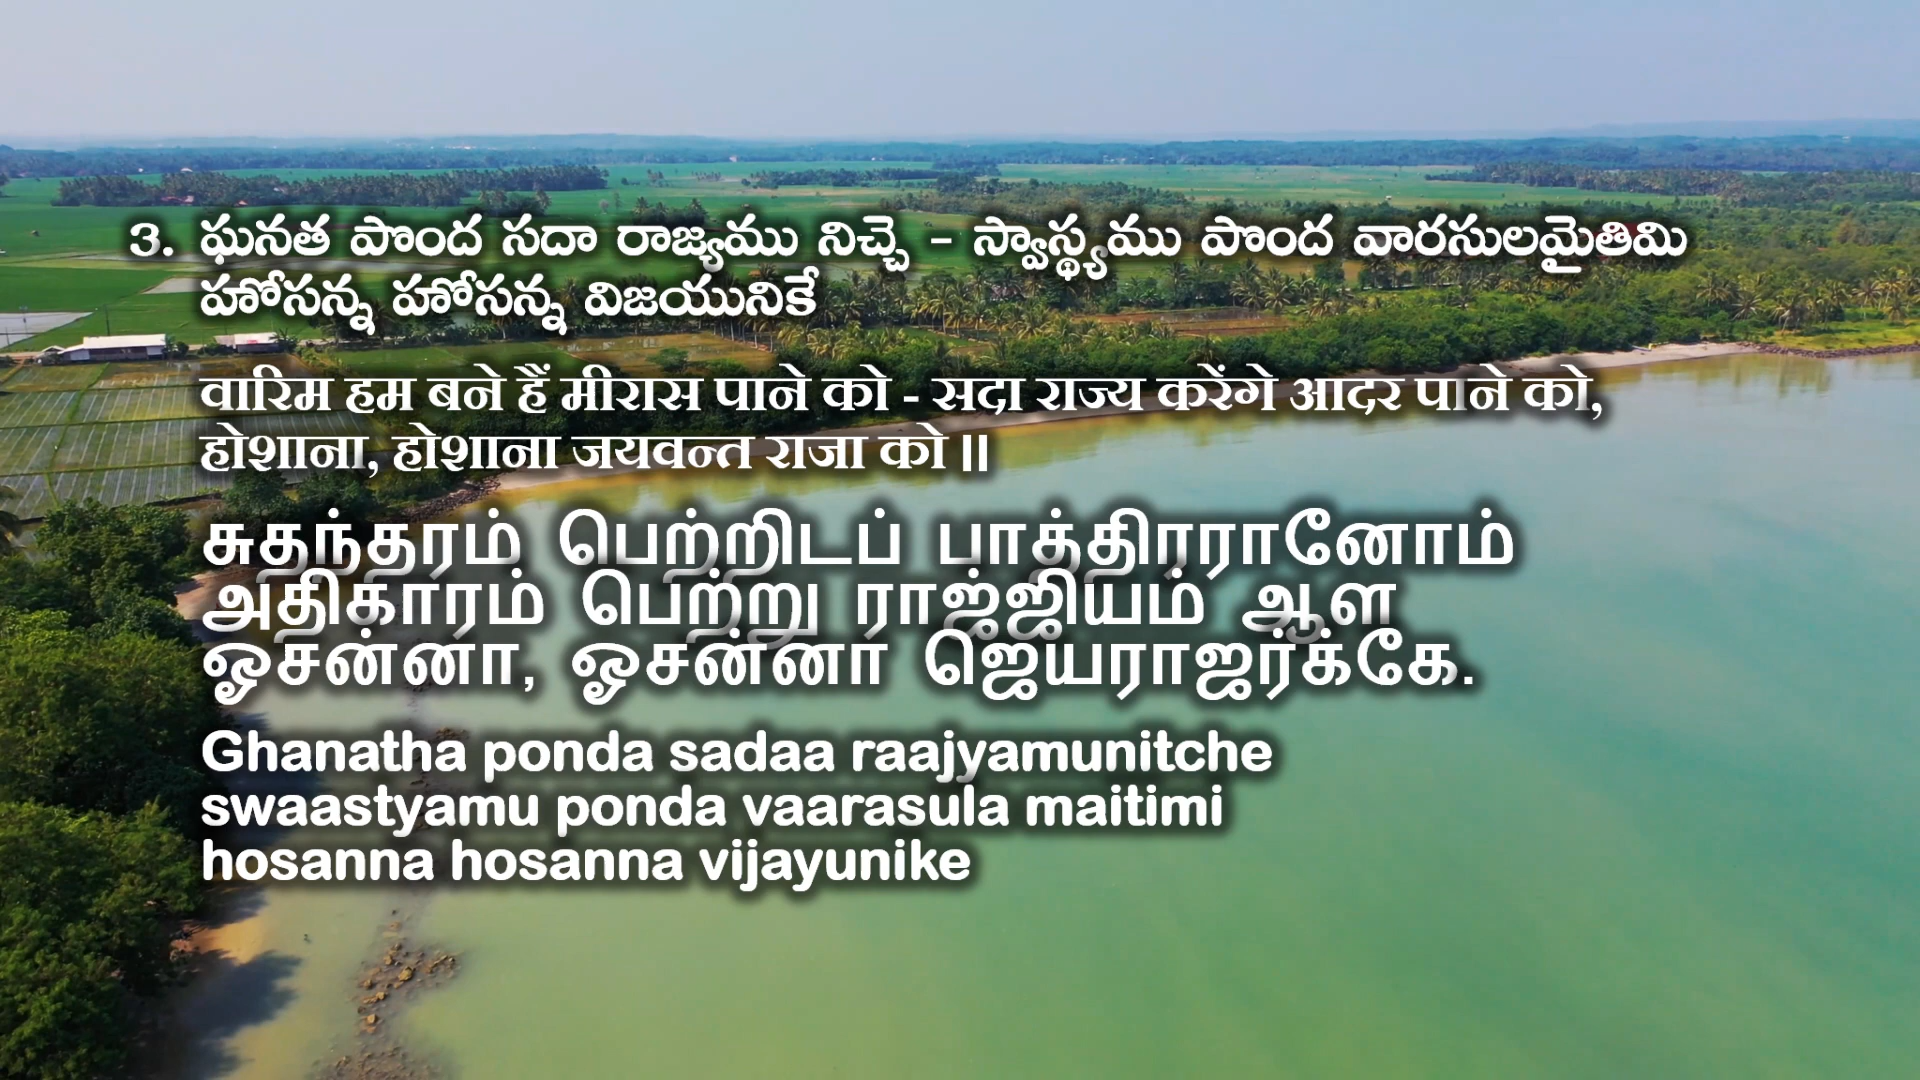 3. ఘనత పొంద సదా రాజ్యము నిచ్చె – స్వాస్థ్యము పొంద వారసులమైతిమి
హోసన్న హోసన్న విజయునికే
वारिम हम बने हैं मीरास पाने को - सदा राज्य करेंगे आदर पाने को,
होशाना, होशाना जयवन्त राजा को॥
சுதந்தரம் பெற்றிடப் பாத்திரரானோம்
அதிகாரம் பெற்று ராஜ்ஜியம் ஆள
ஓசன்னா, ஓசன்னா ஜெயராஜர்க்கே.
Ghanatha ponda sadaa raajyamunitche
swaastyamu ponda vaarasula maitimi
hosanna hosanna vijayunike